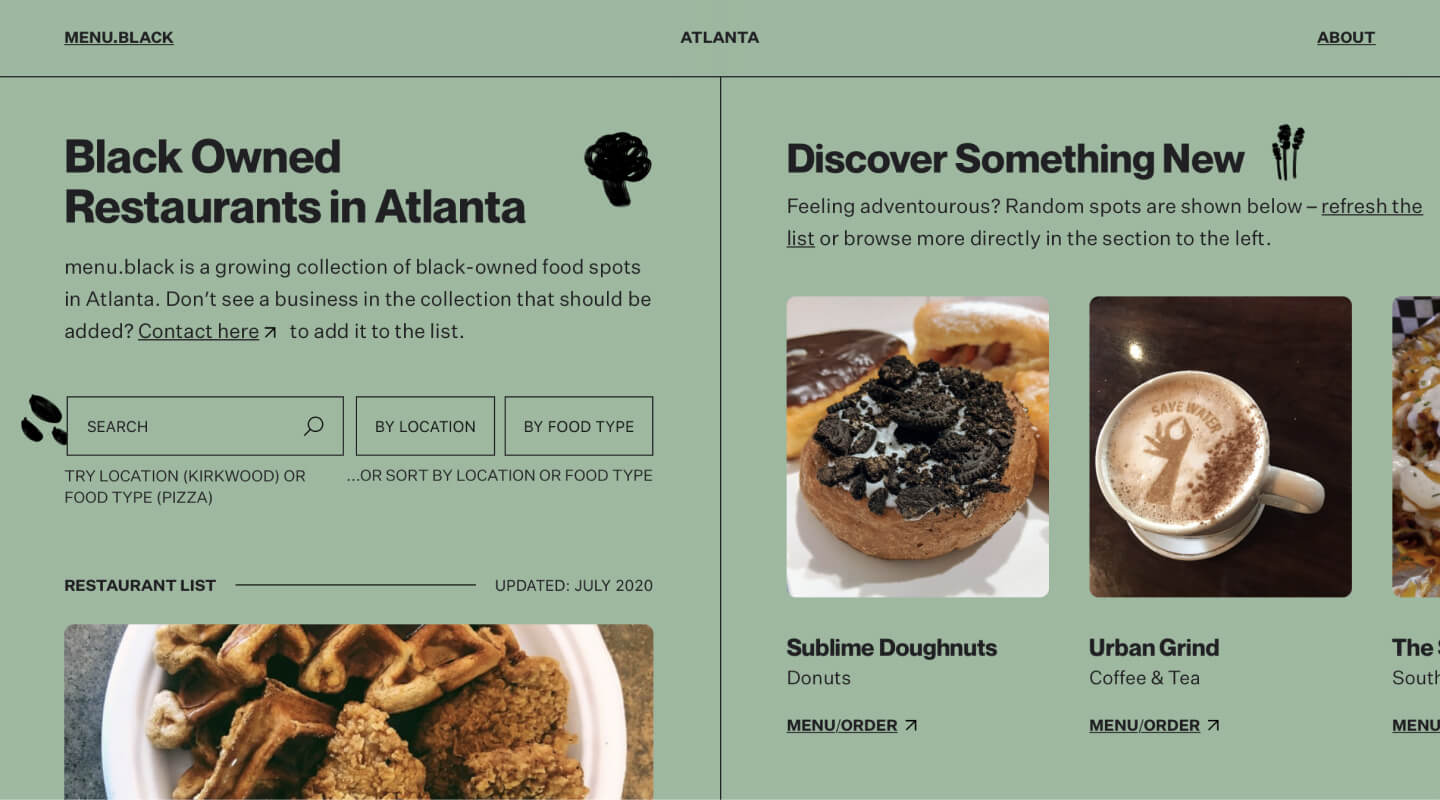 MENU.BLACK
ATLANTA
ABOUT
Black Owned
Restaurants in Atlanta
menu.black is a growing collection of black-owned food spots
in Atlanta. Don’t see a business in the collection that should be
added? Contact here ↗ to add it to the list.
SEARCH
BY LOCATION
BY FOOD TYPE
TRY LOCATION (KIRKWOOD) OR
FOOD TYPE (PIZZA)
...OR SORT BY LOCATION OR FOOD TYPE
RESTAURANT LIST
UPDATED: JULY 2020
Discover Something New
Feeling adventourous? Random spots are shown below – refresh the
list or browse more directly in the section to the left.
SAVE WATER
Sublime Doughnuts
Donuts
MENU/ORDER ↗
Urban Grind
Coffee & Tea
MENU/ORDER ↗
The